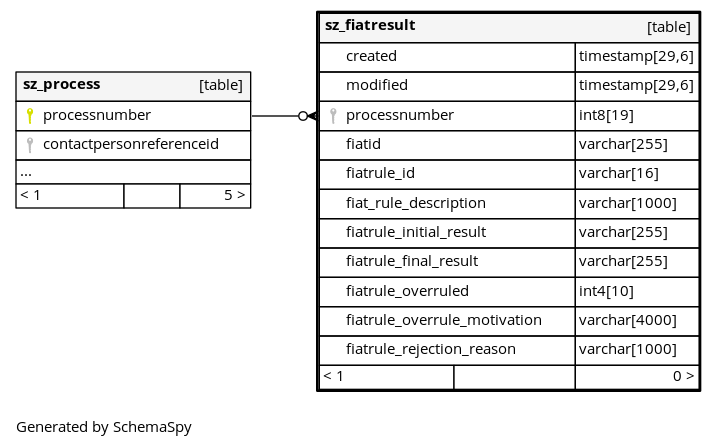 sz_process [table]
processnumber
contactpersonreferenceid
...
< 1 5 >
sz_fiatresult [table]
created timestamp[29,6]
modified timestamp[29,6]
processnumber int8[19]
fiatid varchar[255]
fiatrule_id varchar[16]
fiat_rule_description varchar[1000]
fiatrule_initial_result varchar[255]
fiatrule_final_result varchar[255]
fiatrule_overruled int4[10]
fiatrule_overrule_motivation varchar[4000]
fiatrule_rejection_reason varchar[1000]
< 1 0 >
Generated by SchemaSpy